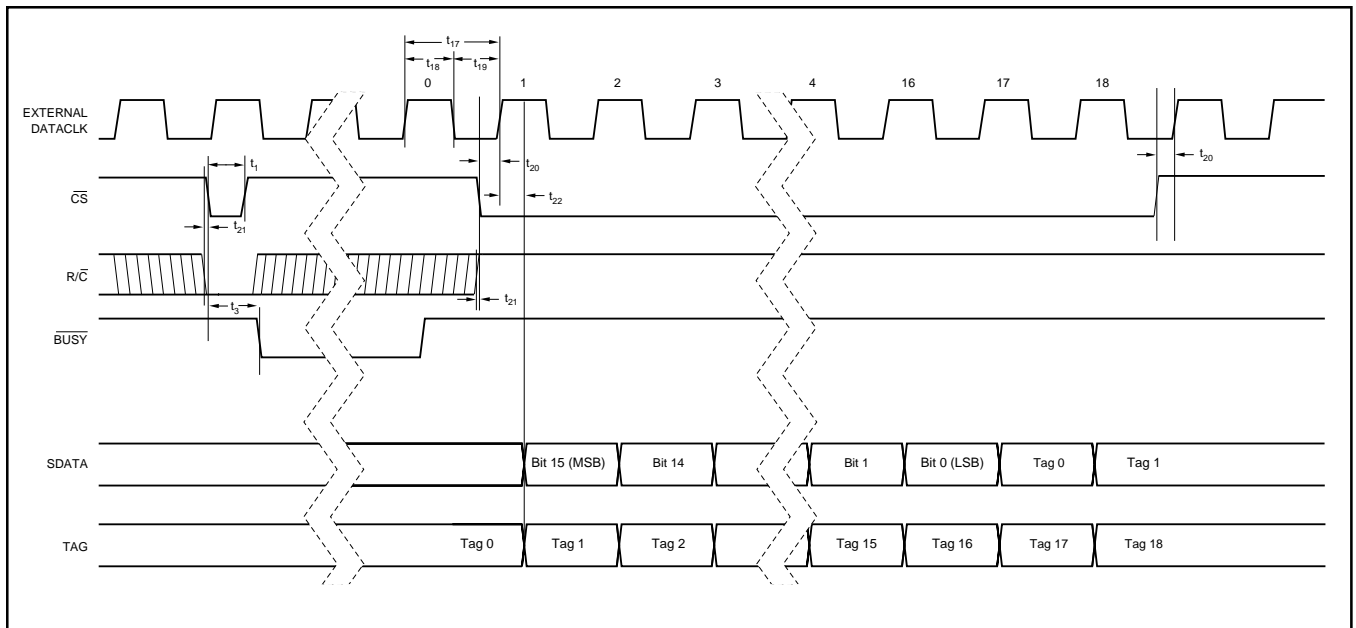 t17
t18 t19
0 1 2 3 4 16 17 18
EXTERNAL
DATACLK
t1
t20
t20
CS
t22
t21
R/C
t21
t3
BUSY
SDATA
Bit 15 (MSB) Bit 14 Bit 1 Bit 0 (LSB) Tag 0 Tag 1
TAG
Tag 0 Tag 1 Tag 2 Tag 15 Tag 16 Tag 17 Tag 18